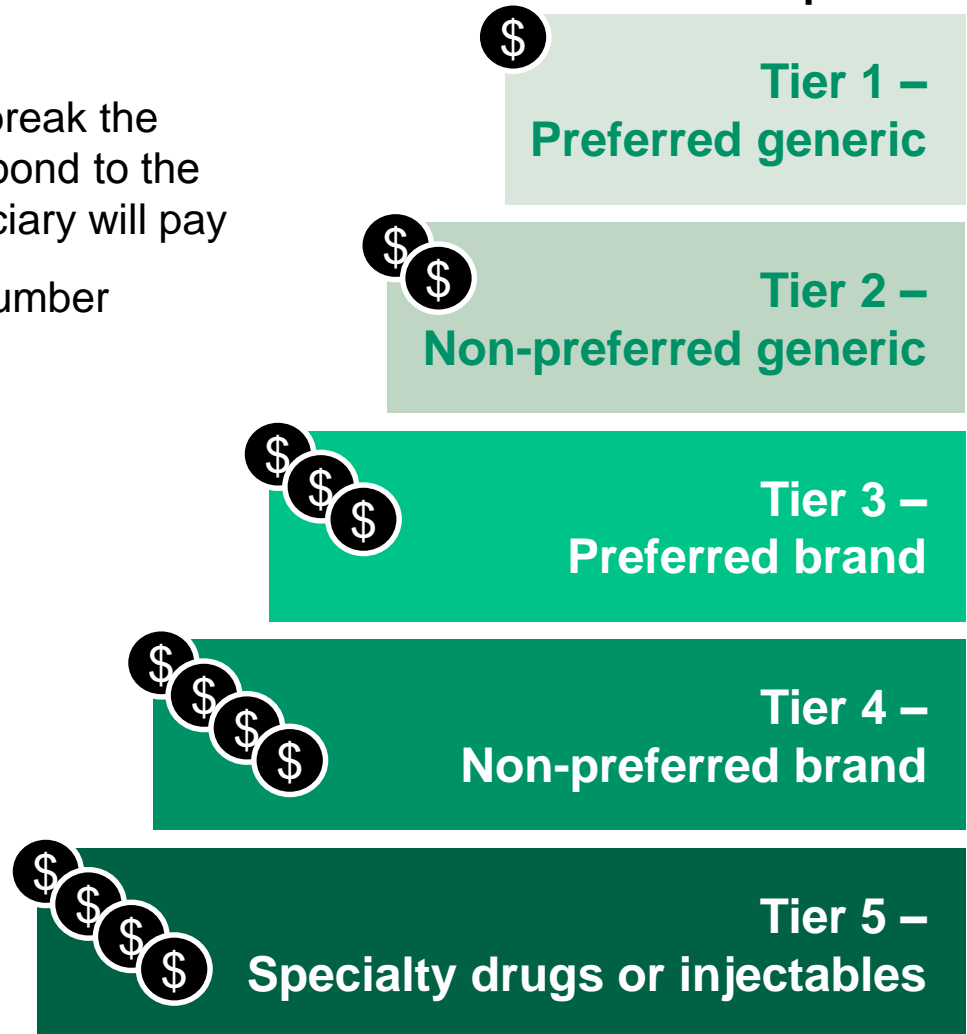 $
Tier 1 –
Preferred generic
break the
pond to the
ciary will pay
umber
$
$
Tier 2 –
Non-preferred generic
$
$
$
Tier 3 –
Preferred brand
$
$
$
$
Tier 4 –
Non-preferred brand
$
$
$
$
Tier 5 –
Specialty drugs or injectables